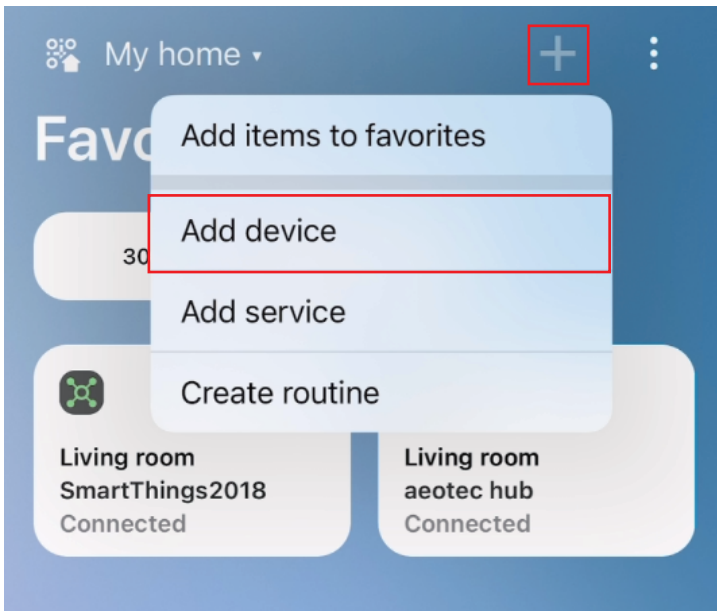 My home
Favo
Add items to favorites
Add device
30
Add service
Create routine
Living room
SmartThings2018
Connected
Living room
aeotec hub
Connected